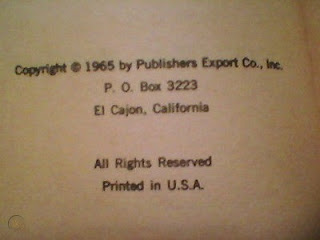 Copyright © 1965 by Publishers Export Co., Inc.
P. O. Box 3223
El Cajon, California
All Rights Reserved
Printed in U.S.A.